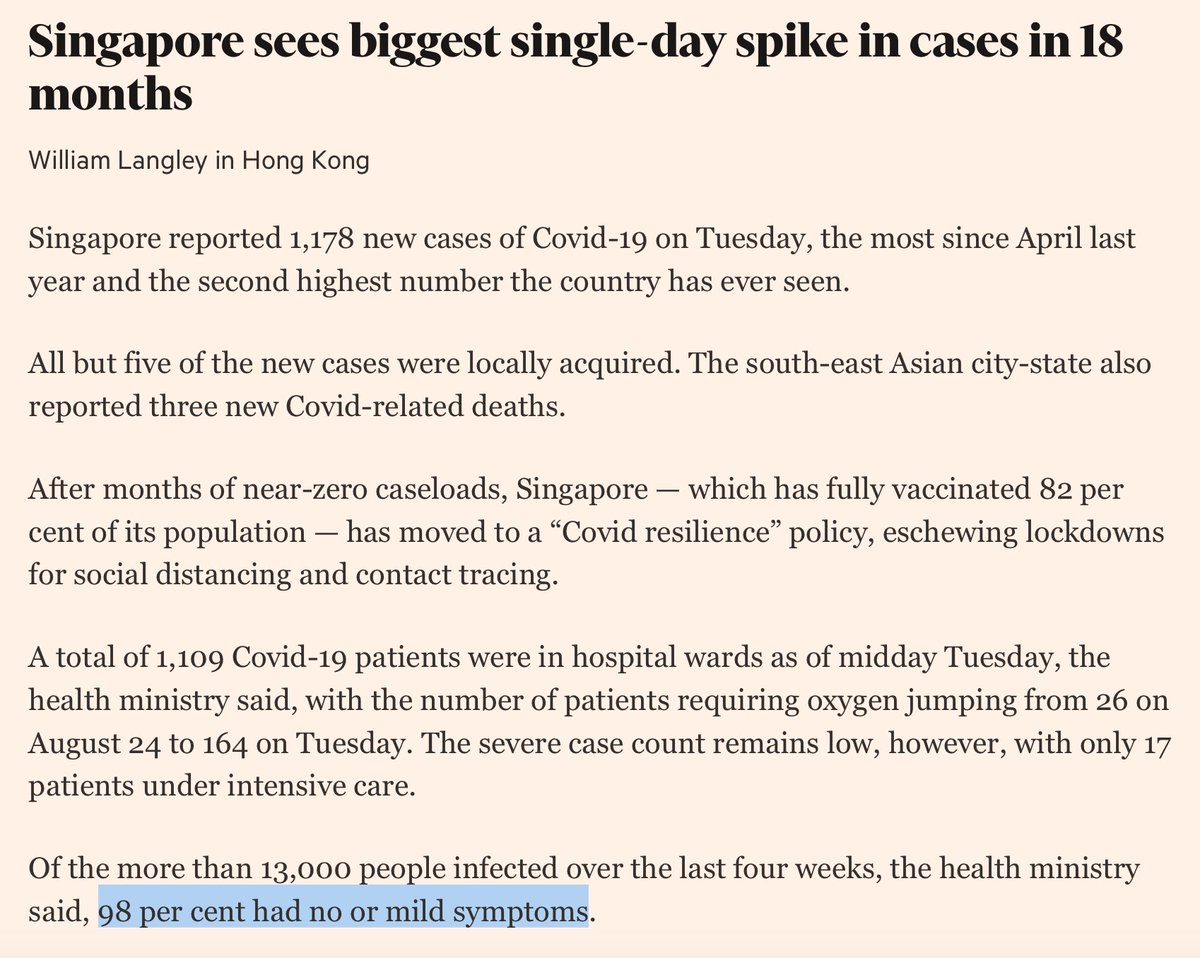 Singapore sees biggest single-day spike in cases in 18
months
William Langley in Hong Kong
Singapore reported 1,178 new cases of Covid-19 on Tuesday, the most since April last
year and the second highest number the country has ever seen.
All but five of the new cases were locally acquired. The south-east Asian city-state also
reported three new Covid-related deaths.
After months of near-zero caseloads, Singapore — which has fully vaccinated 82 per
cent of its population — has moved to a “Covid resilience” policy, eschewing lockdowns
for social distancing and contact tracing.
A total of 1,109 Covid-19 patients were in hospital wards as of midday Tuesday, the
health ministry said, with the number of patients requiring oxygen jumping from 26 on
August 24 to 164 on Tuesday. The severe case count remains low, however, with only 17
patients under intensive care.
Of the more than 13,000 people infected over the last four weeks, the health ministry
said, 98 per cent had no or mild symptoms.